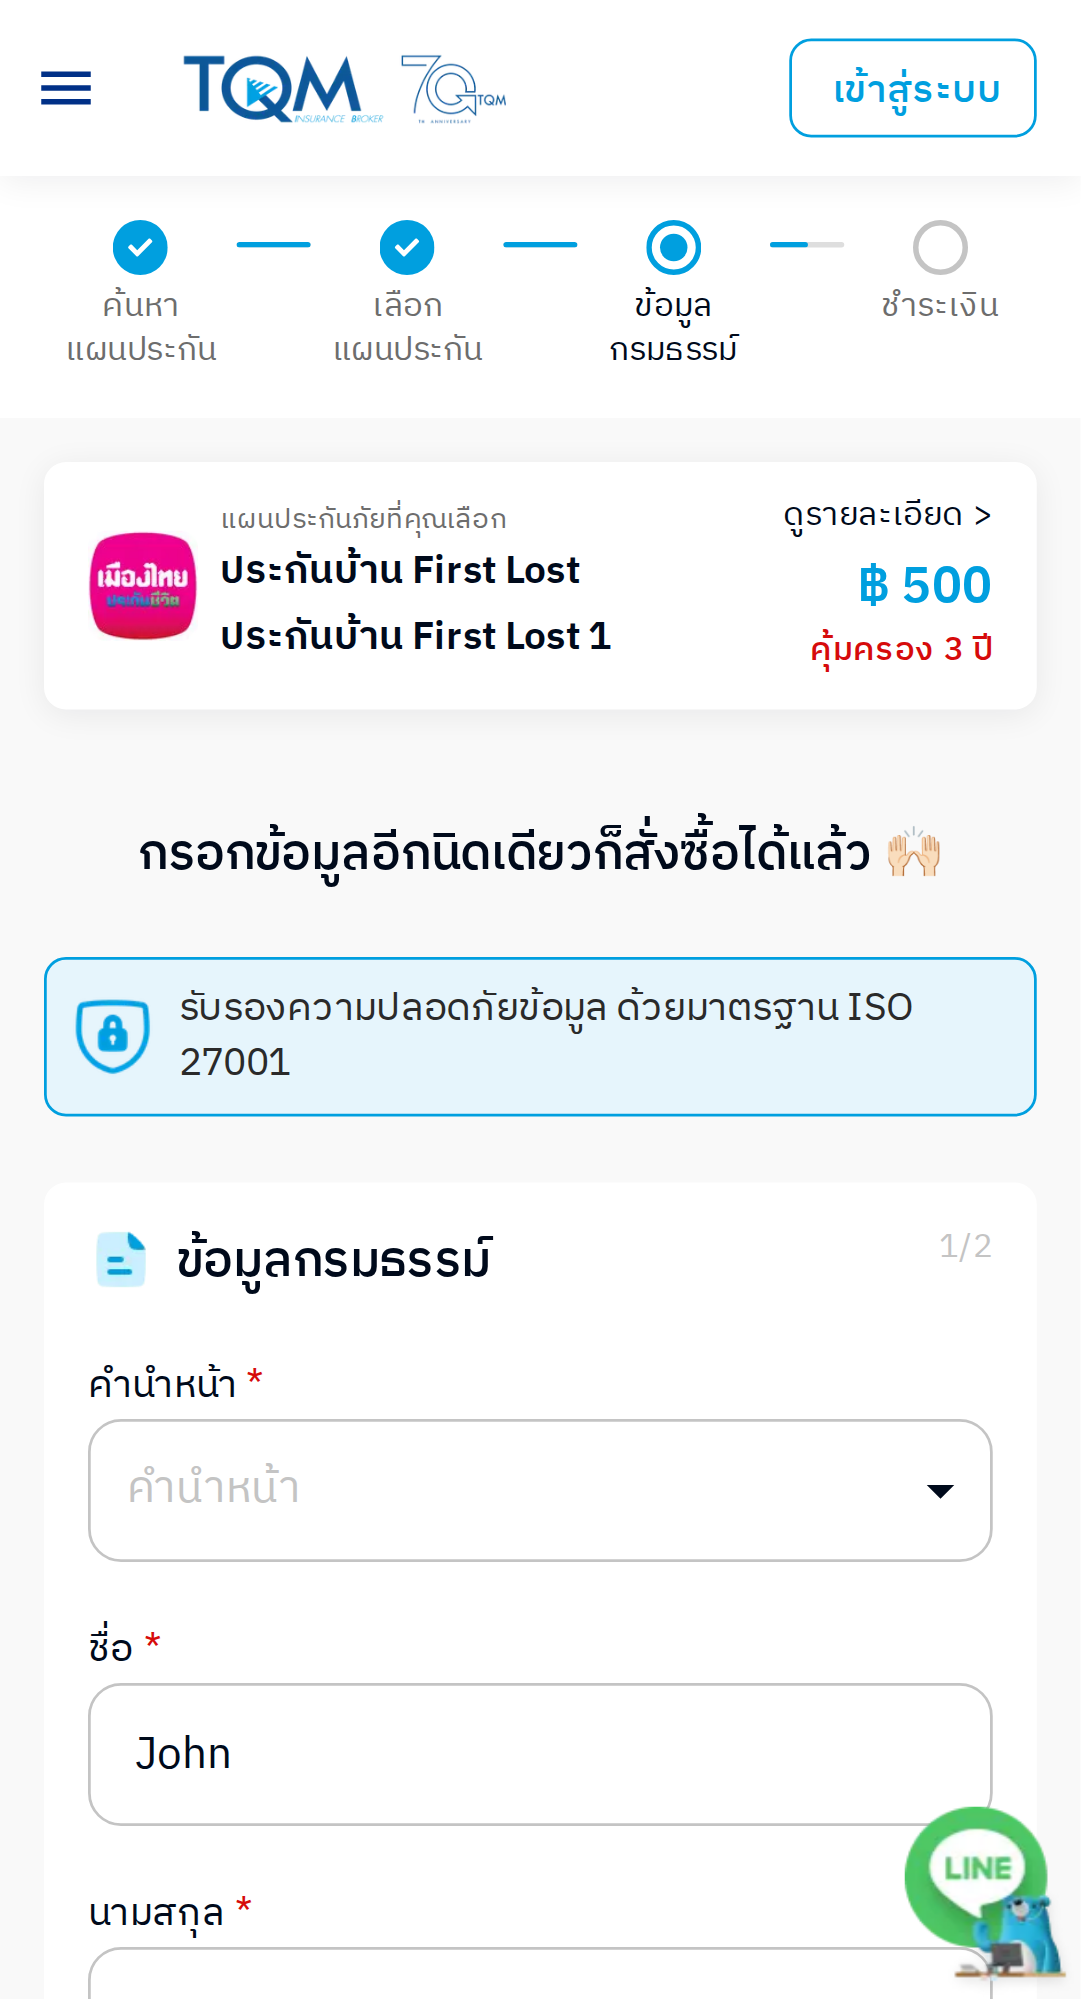 TQM
INSURANCE BROKER
70 TQM
TH ANNIVERSARY
เข้าสู่ระบบ
ค้นหา
แผนประกัน
เลือก
แผนประกัน
ข้อมูล
กรมธรรม์
ชำระเงิน
เมืองไทย
ประกันชีวิต
แผนประกันภัยที่คุณเลือก
ประกันบ้าน First Lost
ประกันบ้าน First Lost 1
ดูรายละเอียด >
฿ 500
คุ้มครอง 3 ปี
กรอกข้อมูลอีกนิดเดียวก็สั่งซื้อได้แล้ว 🙌🏻
รับรองความปลอดภัยข้อมูล ด้วยมาตรฐาน ISO
27001
ข้อมูลกรมธรรม์
1/2
คำนำหน้า *
คำนำหน้า
ชื่อ *
John
LINE
นามสกุล *